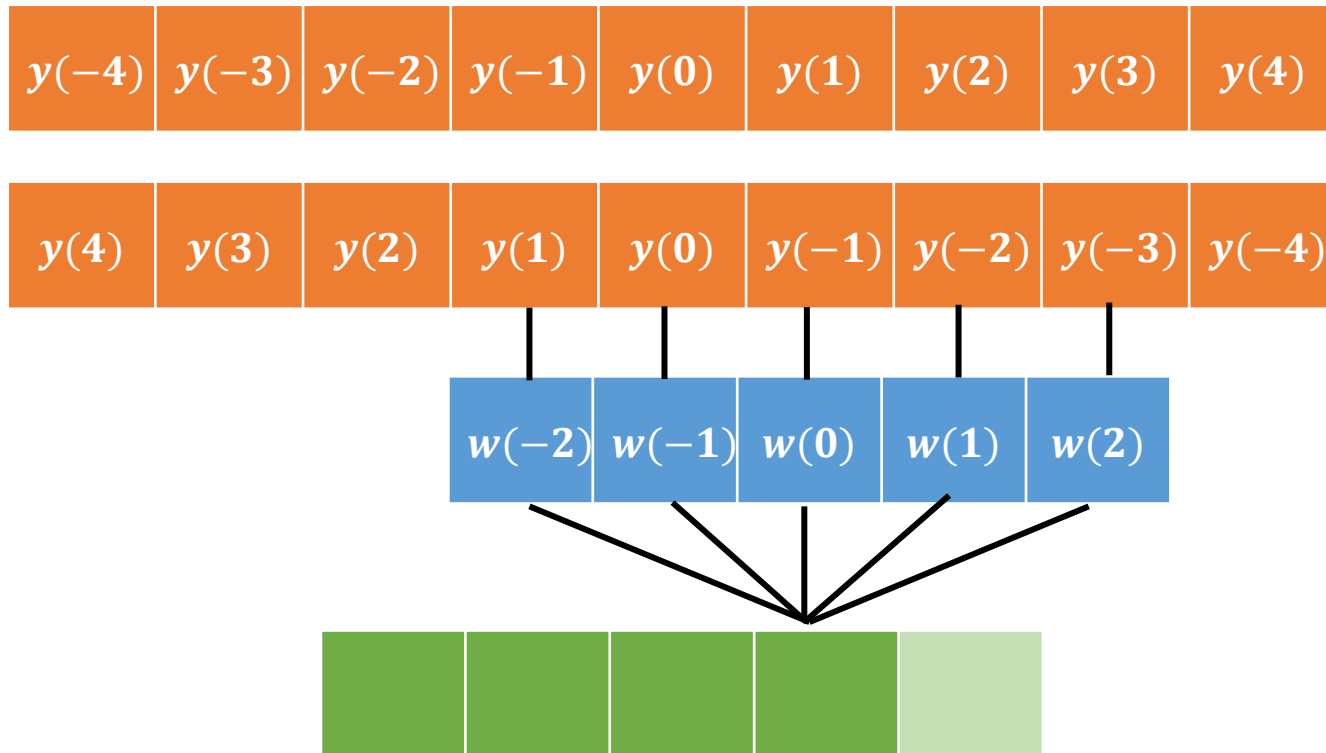 y(−4) y(−3) y(−2) y(−1) y(0) y(1) y(2) y(3) y(4)
y(4) y(3) y(2) y(1) y(0) y(−1) y(−2) y(−3) y(−4)
w(−2) w(−1) w(0) w(1) w(2)